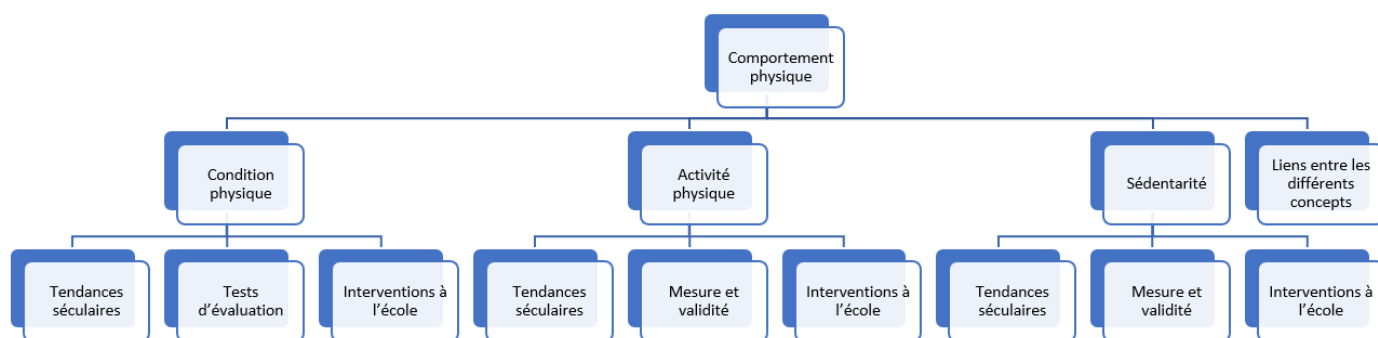 Comportement
physique
Condition
physique
Activité
physique
Sédentarité
Liens entre les
différents
concepts
Tendances
séculaires
Tests
d’évaluation
Interventions à
l’école
Tendances
séculaires
Mesure et
validité
Interventions à
l’école
Tendances
séculaires
Mesure et
validité
Interventions à
l’école